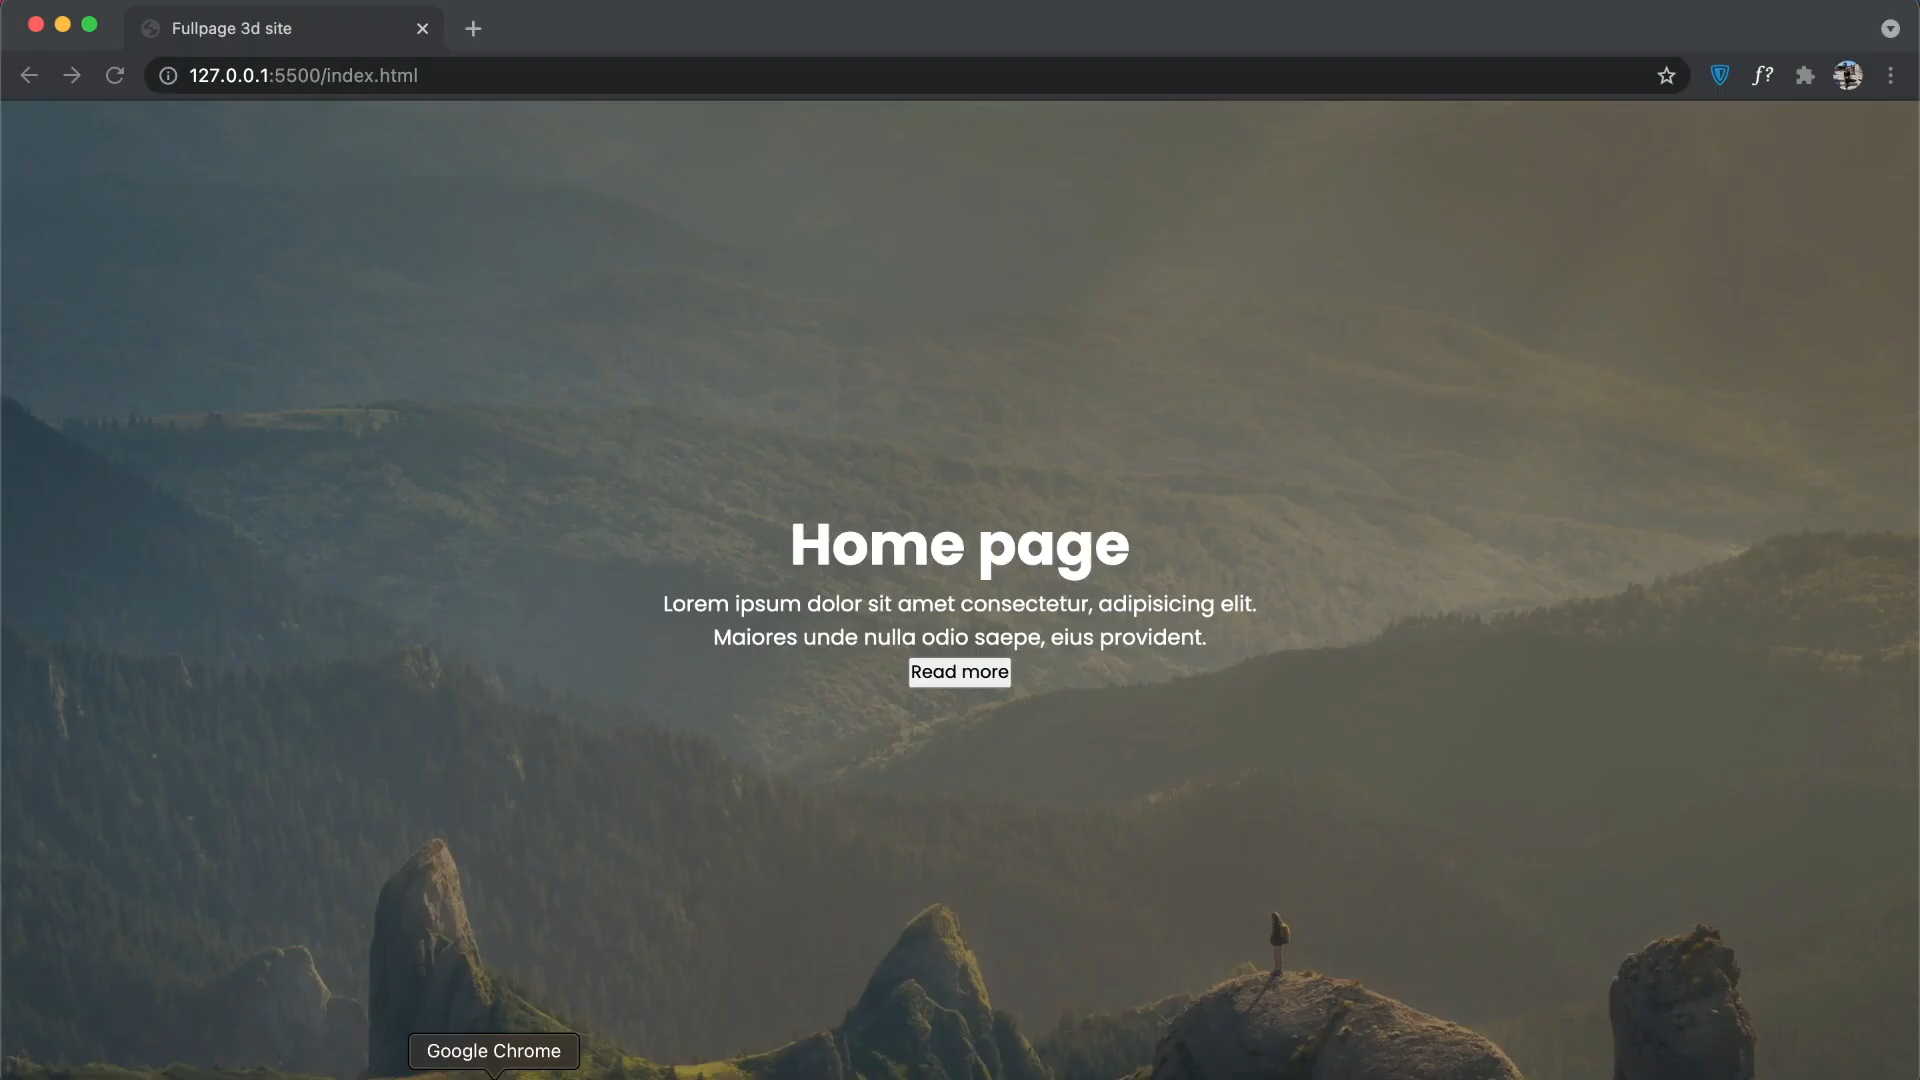 Fullpage 3d site
127.0.0.1:5500/index.html
f?
Home page
Lorem ipsum dolor sit amet consectetur, adipisicing elit.
Maiores unde nulla odio saepe, eius provident.
Read more
Google Chrome